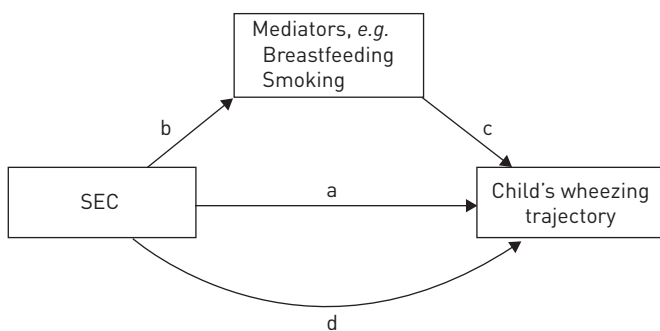 Mediators, e.g.
Breastfeeding
Smoking
b
c
SEC
a
Child’s wheezing
trajectory
d